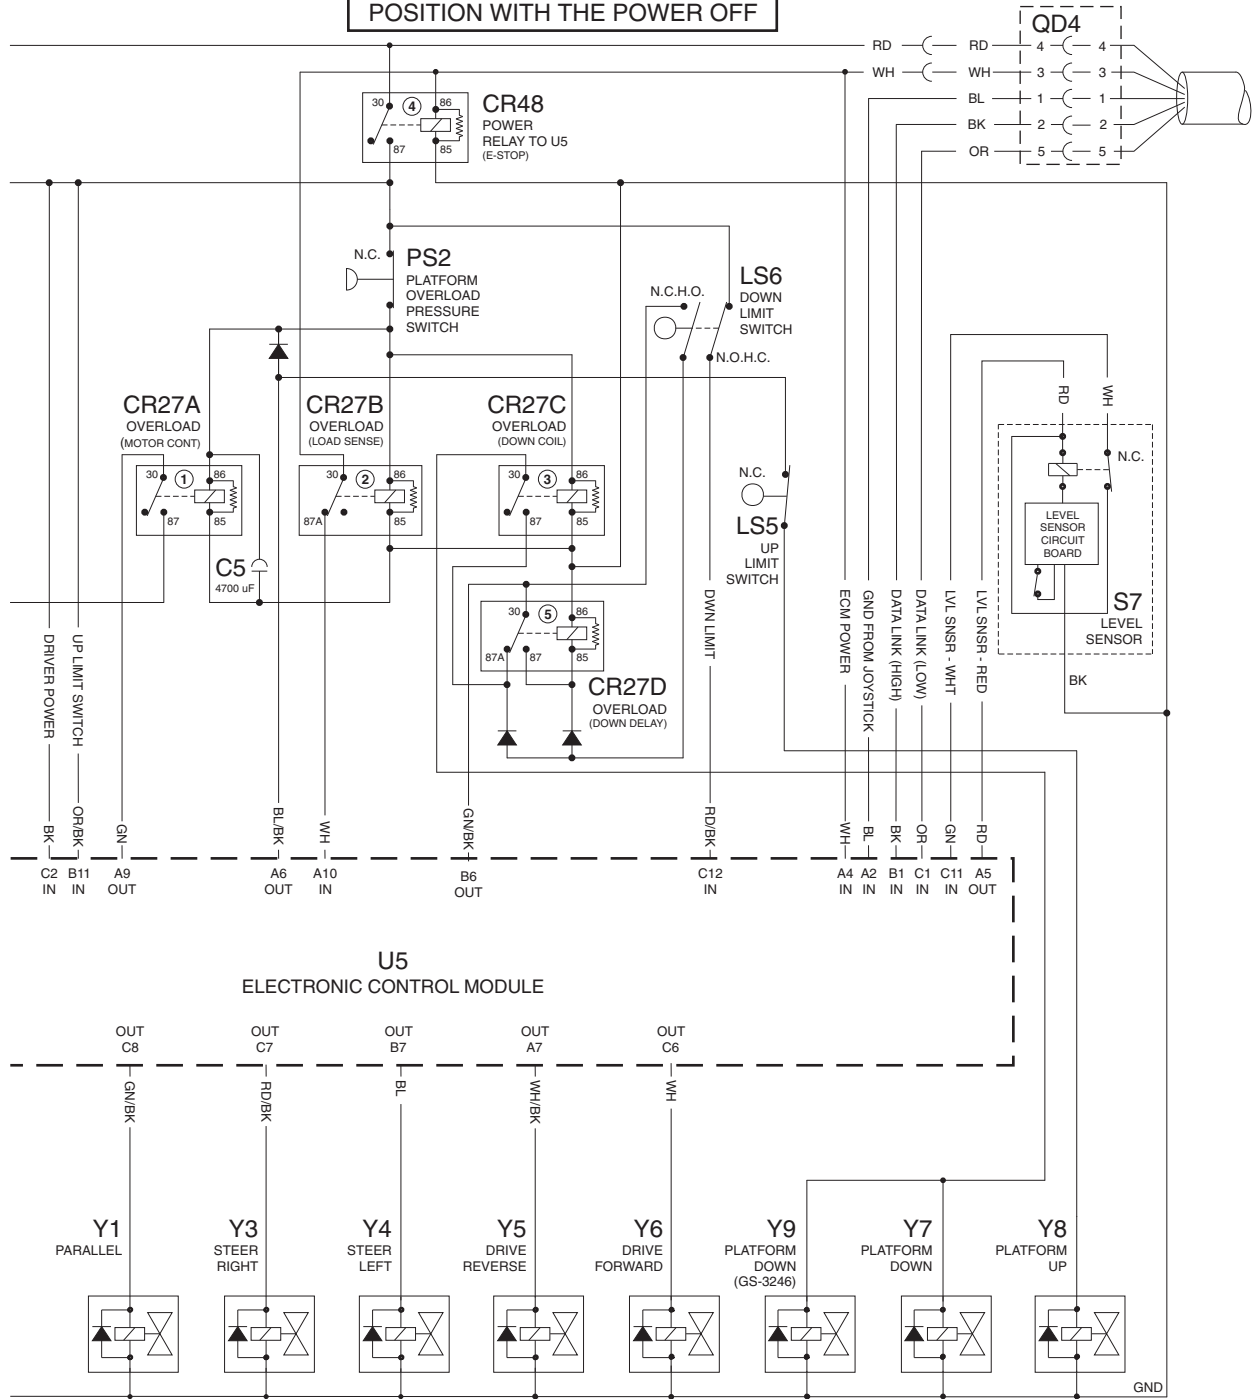 POSITION WITH THE POWER OFF
QD4
RD RD 4 4
WH WH 3 3
BL 1 1
BK 2 2
OR 5 5
30 4 86
87 85
CR48
POWER
RELAY TO U5
(E-STOP)
N.C.
PS2
PLATFORM
OVERLOAD
PRESSURE
SWITCH
N.C.H.O.
N.O.H.C.
LS6
DOWN
LIMIT
SWITCH
CR27A
OVERLOAD
(MOTOR CONT)
30 1 86
87 85
C5
4700 uF
CR27B
OVERLOAD
(LOAD SENSE)
30 2 86
87A 85
CR27C
OVERLOAD
(DOWN COIL)
30 3 86
87 85
30 5 86
87A 87 85
CR27D
OVERLOAD
(DOWN DELAY)
N.C.
LS5
UP
LIMIT
SWITCH
RD
WH
N.C.
LEVEL
SENSOR
CIRCUIT
BOARD
S7
LEVEL
SENSOR
BK
DRIVER POWER
UP LIMIT SWITCH
DWN LIMIT
ECM POWER
GND FROM JOYSTICK
DATA LINK (HIGH)
DATA LINK (LOW)
LVL SNSR - WHT
LVL SNSR - RED
BK
OR/BK
GN
BL/BK
WH
GN/BK
RD/BK
WH
BL
BK
OR
GN
RD
C2 B11 A9 A6 A10 B6 C12 A4 A2 B1 C1 C11 A5
IN IN OUT OUT IN OUT IN IN IN IN IN IN OUT
U5
ELECTRONIC CONTROL MODULE
OUT OUT OUT OUT OUT
C8 C7 B7 A7 C6
GN/BK
RD/BK
BL
WH/BK
WH
Y1
PARALLEL
Y3
STEER
RIGHT
Y4
STEER
LEFT
Y5
DRIVE
REVERSE
Y6
DRIVE
FORWARD
Y9
PLATFORM
DOWN
(GS-3246)
Y7
PLATFORM
DOWN
Y8
PLATFORM
UP
GND